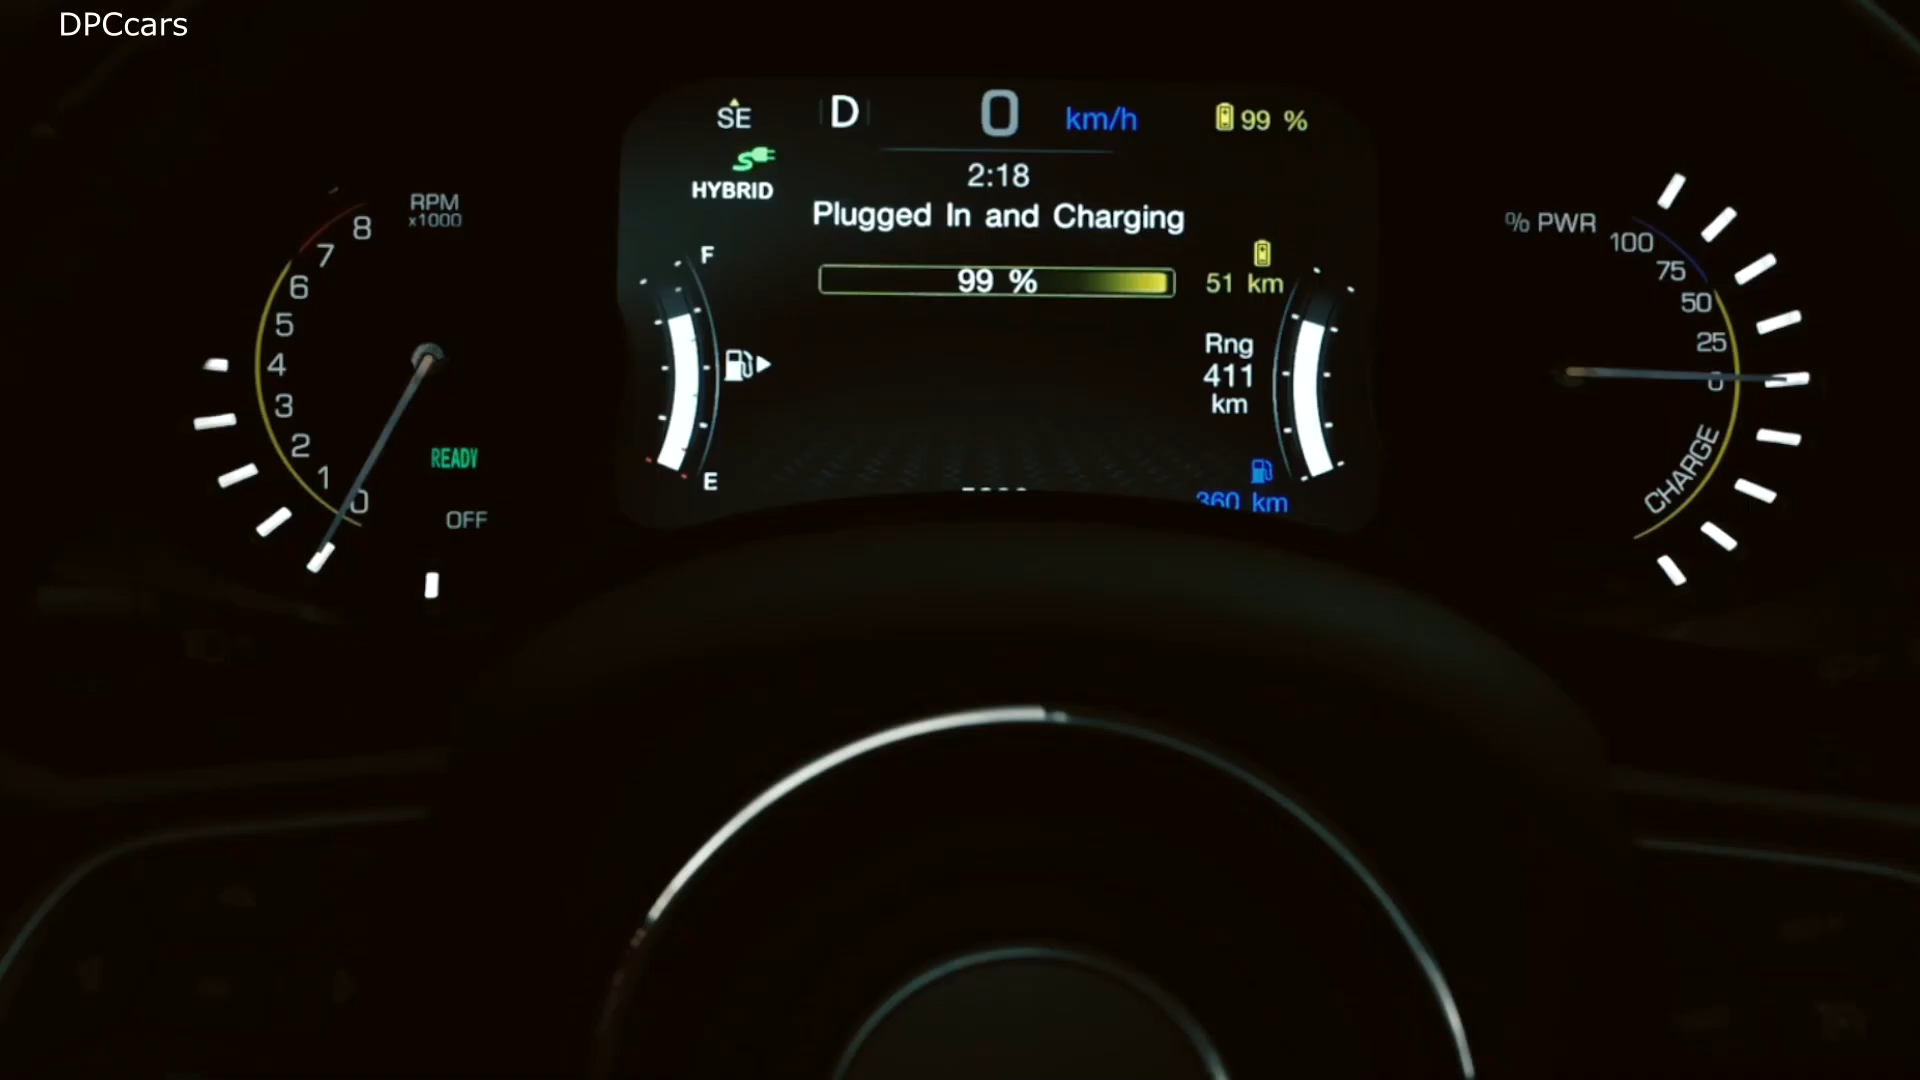 DPCcars
SE
D
0
km/h
99 %
HYBRID
2:18
Plugged In and Charging
99 %
51 km
Rng
411
km
360 km
F
E
RPM
x1000
8
7
6
5
4
3
2
1
0
READY
OFF
% PWR
100
75
50
25
0
CHARGE